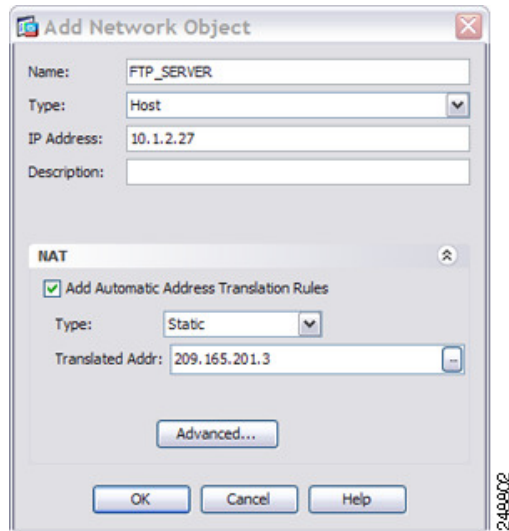 Add Network Object
Name: FTP_SERVER
Type: Host
IP Address: 10.1.2.27
Description:
NAT
Add Automatic Address Translation Rules
Type: Static
Translated Addr: 209.165.201.3 ...
Advanced...
OK Cancel Help
248802